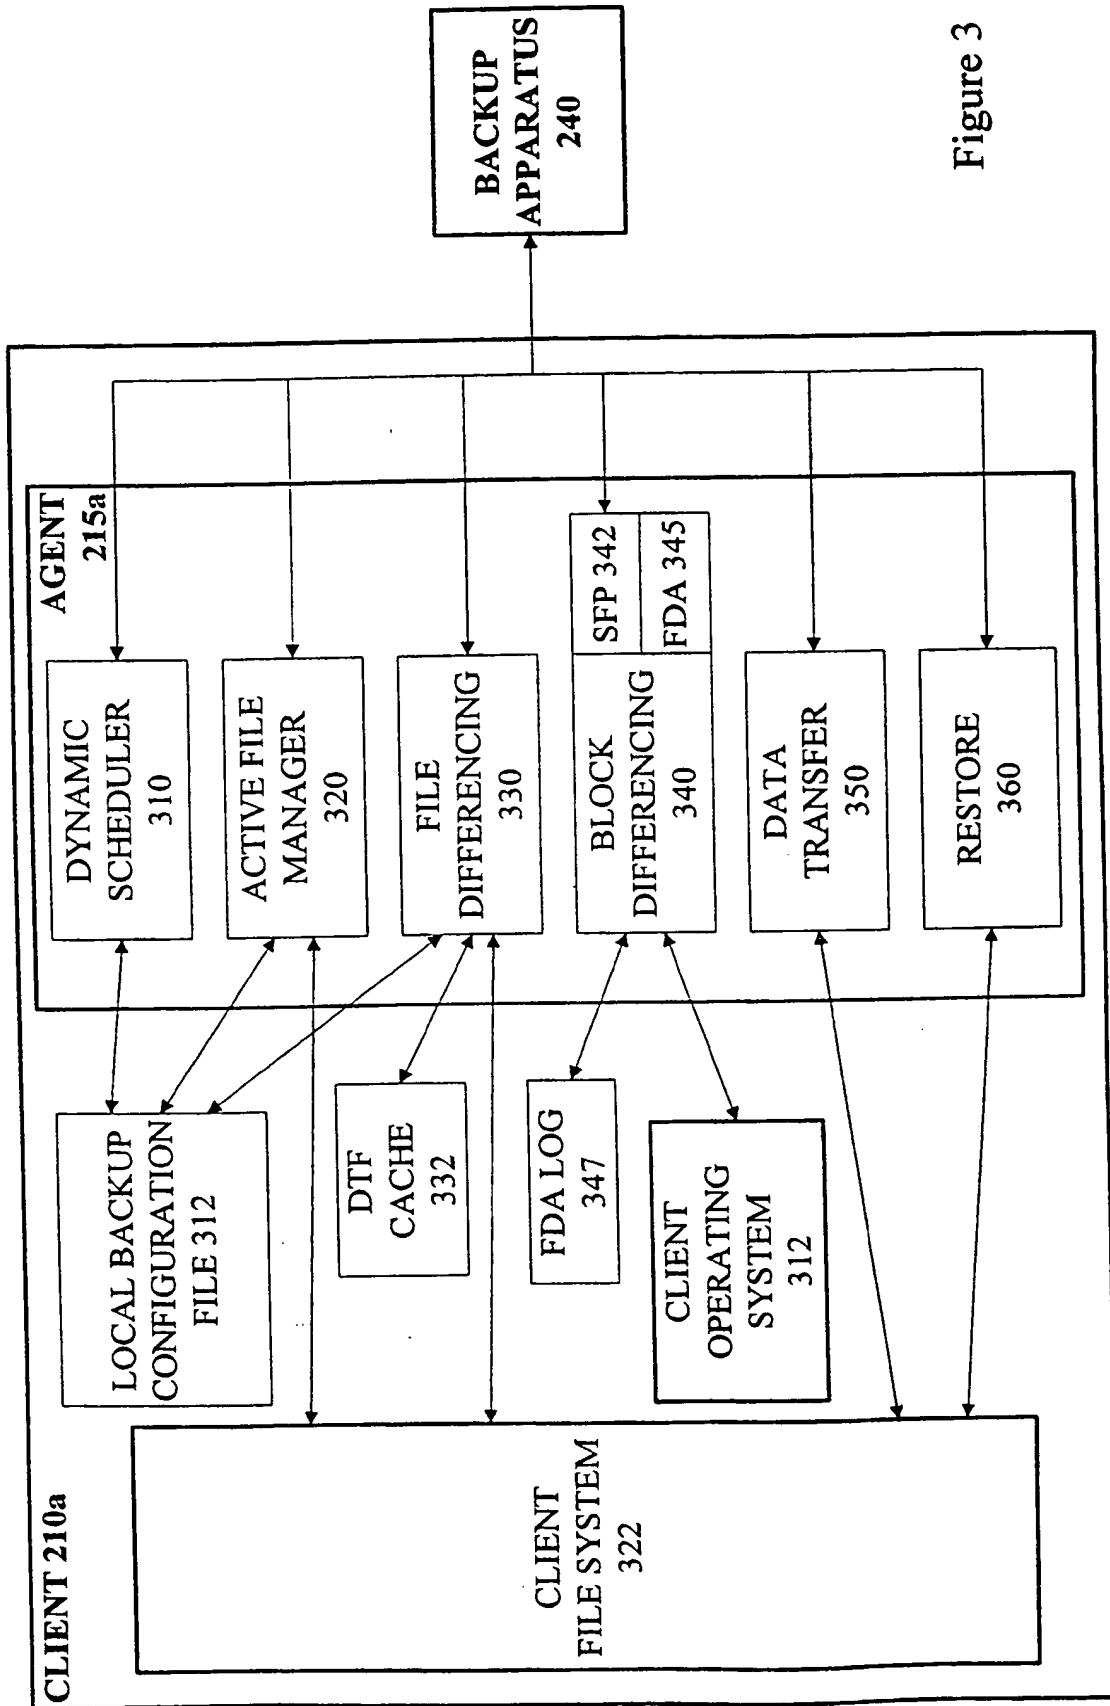 CLIENT 210a
CLIENT
FILE SYSTEM
322
LOCAL BACKUP
CONFIGURATION
FILE 312
DTF
CACHE
332
FDA LOG
347
CLIENT
OPERATING
SYSTEM
312
AGENT
215a
DYNAMIC
SCHEDULER
310
ACTIVE FILE
MANAGER
320
FILE
DIFFERENCING
330
BLOCK
DIFFERENCING
340
SFP 342
FDA 345
DATA
TRANSFER
350
RESTORE
360
BACKUP
APPARATUS
240
Figure 3